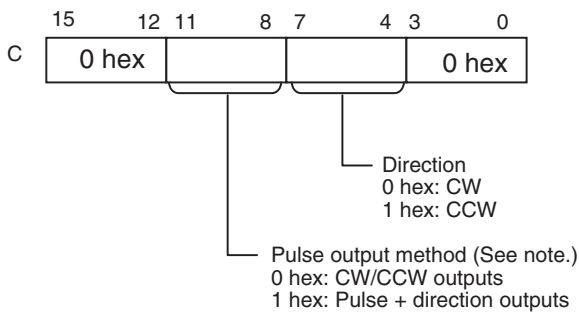 15 12 11 8 7 4 3 0
C 0 hex 0 hex
Direction
0 hex: CW
1 hex: CCW
Pulse output method (See note.)
0 hex: CW/CCW outputs
1 hex: Pulse + direction outputs